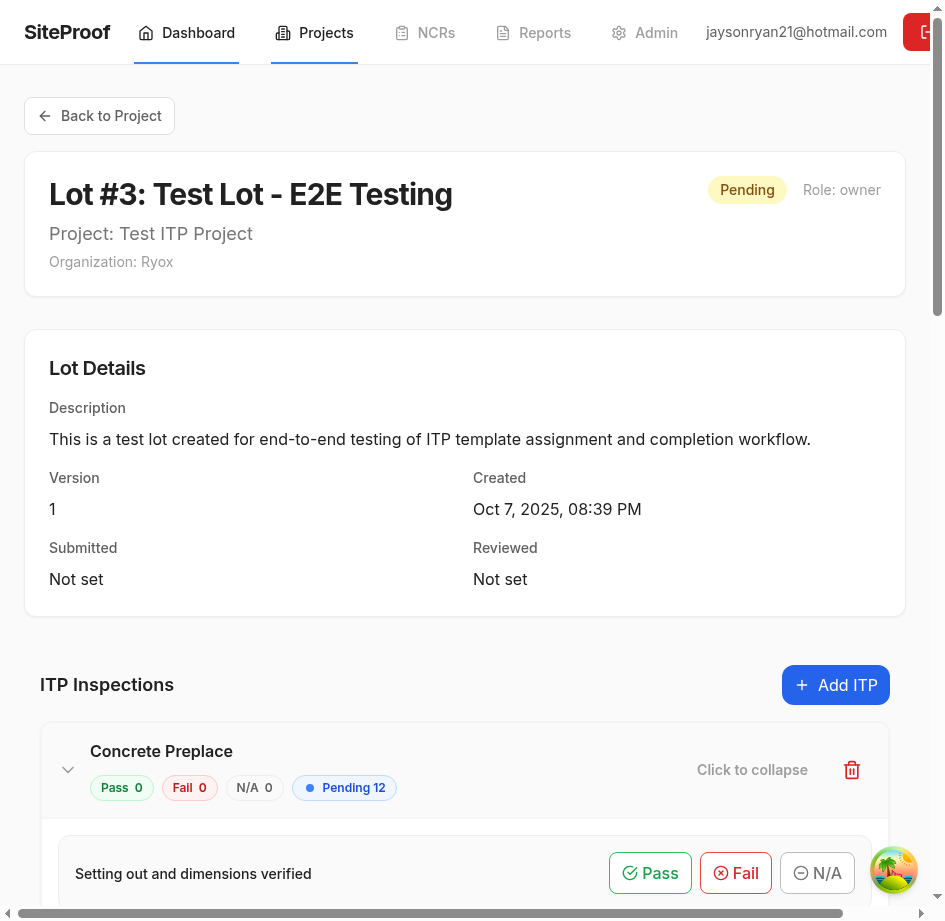 SiteProof
Dashboard
Projects
NCRs
Reports
Admin
jaysonryan21@hotmail.com
Back to Project
Lot #3: Test Lot - E2E Testing
Pending
Role: owner
Project: Test ITP Project
Organization: Ryox
Lot Details
Description
This is a test lot created for end-to-end testing of ITP template assignment and completion workflow.
Version
Created
1
Oct 7, 2025, 08:39 PM
Submitted
Reviewed
Not set
Not set
ITP Inspections
Add ITP
Concrete Preplace
Click to collapse
Pass 0
Fail 0
N/A 0
Pending 12
Setting out and dimensions verified
Pass
Fail
N/A